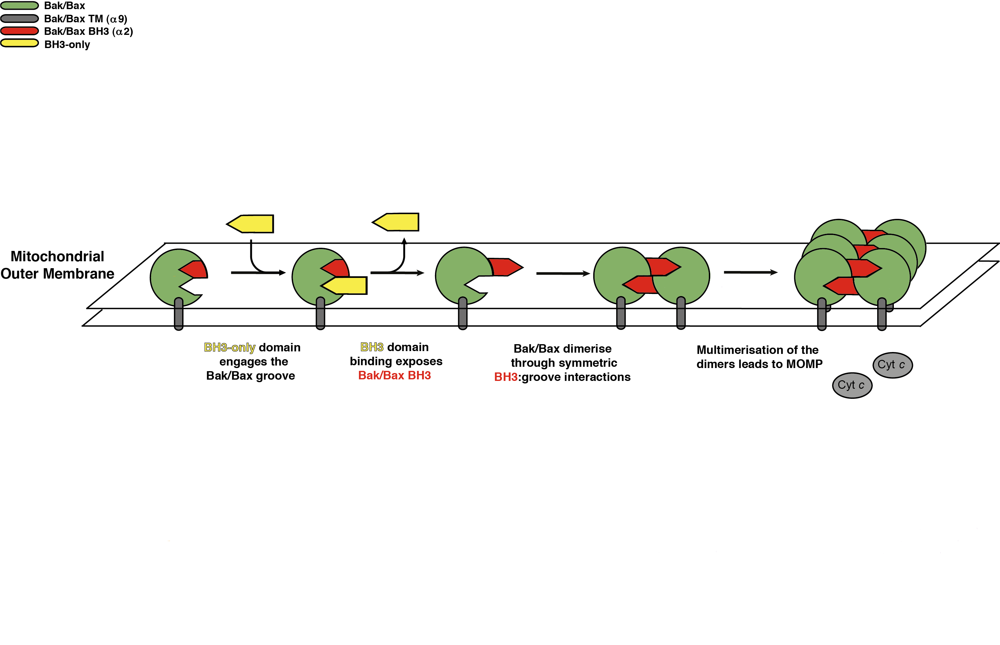 Bak/Bax
Bak/Bax TM (α9)
Bak/Bax BH3 (α2)
BH3-only
Mitochondrial
Outer Membrane
BH3-only domain
engages the
Bak/Bax groove
BH3 domain
binding exposes
Bak/Bax BH3
Bak/Bax dimerise
through symmetric
BH3:groove interactions
Multimerisation of the
dimers leads to MOMP
Cyt c
Cyt c